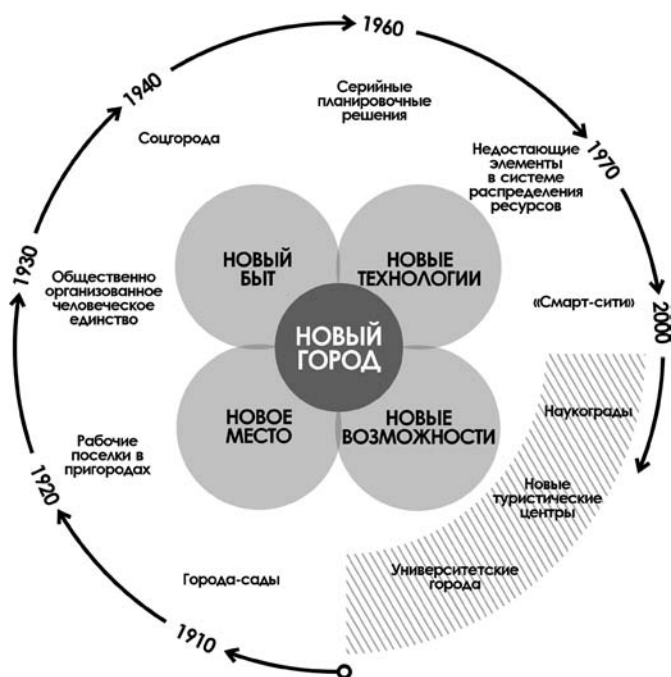 1960
Серийные
планировочные
решения
1940
Соцгорода
1970
Недостающие
элементы
в системе
распределения
ресурсов
НОВЫЙ
БЫТ
НОВЫЕ
ТЕХНОЛОГИИ
1930
Общественно
организованное
человеческое
единство
«Смарт-сити»
2000
НОВЫЙ
ГОРОД
НОВОЕ
МЕСТО
НОВЫЕ
ВОЗМОЖНОСТИ
Наукограды
Рабочие
поселки в
пригородах
1920
Новые
туристические
центры
Города-сады
Университетские
города
1910